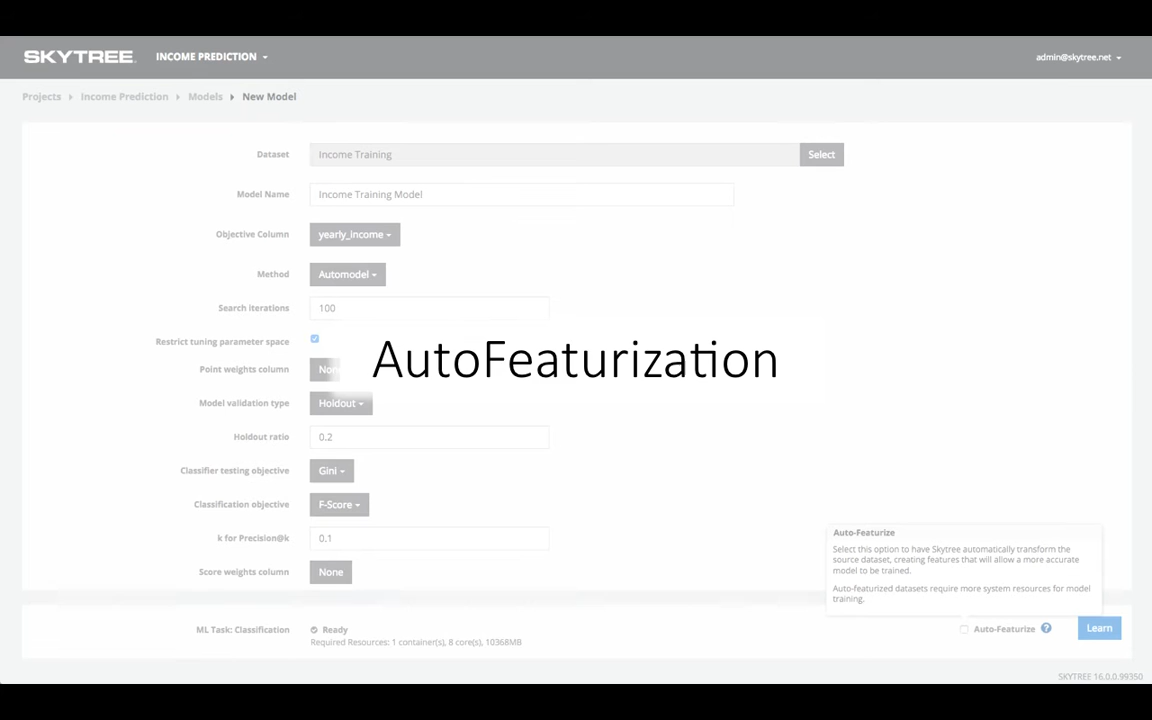 SKYTREE INCOME PREDICTION admin@skytree.net
Projects Income Prediction Models New Model
Dataset Income Training Select
Model Name Income Training Model
Objective Column yearly_income
Method Automodel
Search iterations 100
Restrict tuning parameter space
AutoFeaturization
Point weights column
Model validation type Holdout
Holdout ratio 0.2
Classifier testing objective Gini
Classification objective F-Score
k for Precision@k 0.1
Score weights column None
Auto-Featurize
Select this option to have Skytree automatically transform the
source dataset, creating features that will allow a more accurate
model to be trained.
Auto-featurized datasets require more system resources for model
training.
ML Task: Classification Ready Auto-Featurize ? Learn
Required Resources: 1 container(s), 8 core(s), 10368MB
SKYTREE 16.0.0.99350